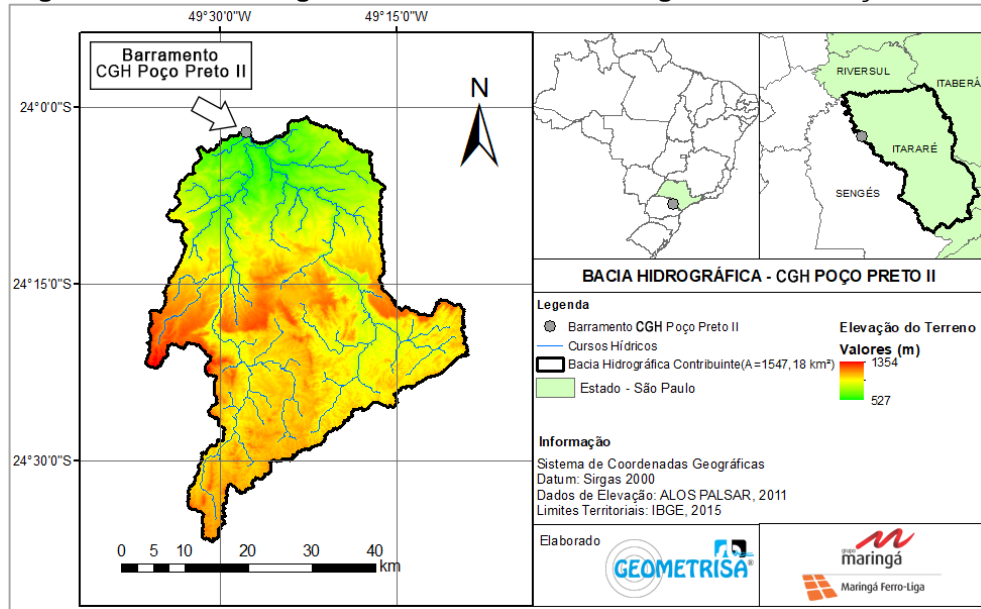 49°30'0"W 49°15'0"W
Barramento
CGH Poço Preto II
24°0'0"S
24°15'0"S
24°30'0"S
N
0 5 10 20 30 40
km
RIVERSUL
ITABERÁ
ITARARÉ
SENGÉS
BACIA HIDROGRÁFICA - CGH POÇO PRETO II
Legenda
Barramento CGH Poço Preto II
Cursos Hídricos
Bacia Hidrográfica Contribuinte(A=1547,18 km²)
Estado - São Paulo
Elevação do Terreno
Valores (m)
1354
527
Informação
Sistema de Coordenadas Geográficas
Datum: Sirgas 2000
Dados de Elevação: ALOS PALSAR, 2011
Limites Territoriais: IBGE, 2015
Elaborado
GEOMETRISA®
grupo
maringá
Maringá Ferro-Liga